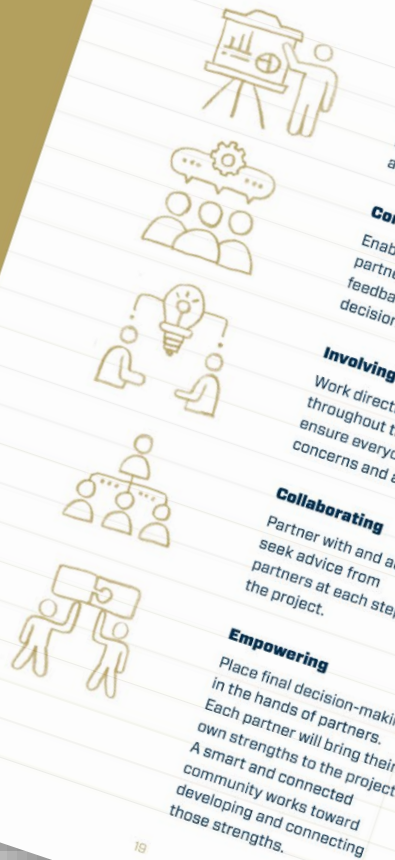 a
Co
Enab
partne
feedba
decision
Involving
Work direct
throughout t
ensure everyo
concerns and a
Collaborating
Partner with and a
seek advice from
partners at each step
the project.
Empowering
Place final decision-makin
in the hands of partners.
Each partner will bring their
own strengths to the project
A smart and connected
community works toward
developing and connecting
those strengths.
19